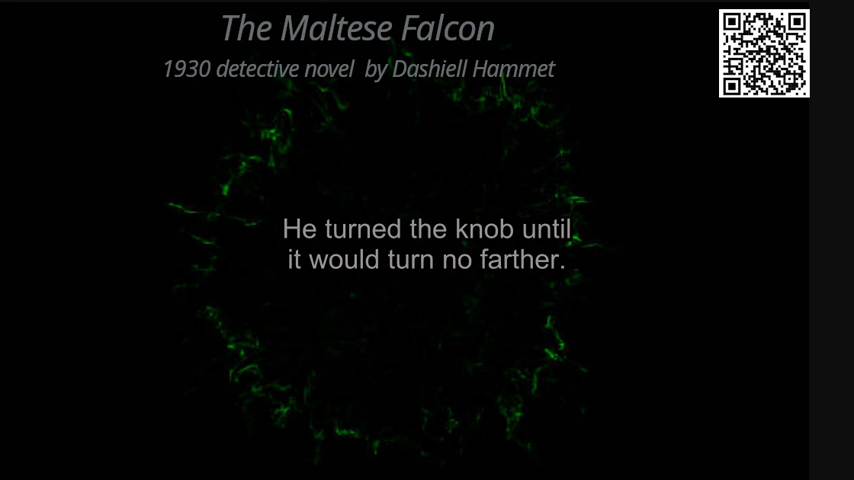 The Maltese Falcon
1930 detective novel by Dashiell Hammet
He turned the knob until
it would turn no farther.